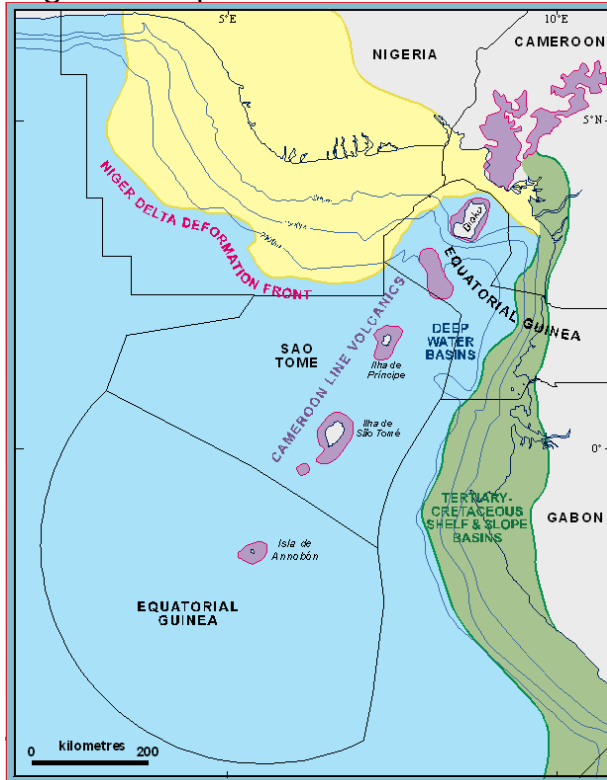 5°E
10°E
CAMEROON
NIGERIA
5°N
NIGER DELTA DEFORMATION FRONT
Bioko
EQUATORIAL GUINEA
CAMEROON LINE VOLCANICS
DEEP
WATER
BASINS
SAO
TOME
Ilha de
Príncipe
Ilha de
São Tomé
0°
TERTIARY-
CRETACEOUS
SHELF & SLOPE
BASINS
GABON
Isla de
Annobón
EQUATORIAL
GUINEA
kilometres
0
200